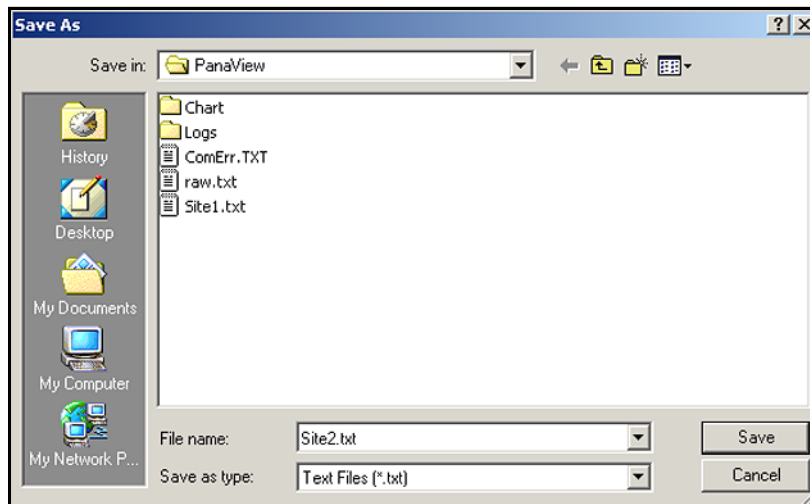 Save As
Save in: PanaView
Chart
Logs
ComErr.TXT
raw.txt
Site1.txt
History
Desktop
My Documents
My Computer
My Network P...
File name: Site2.txt Save
Save as type: Text Files (*.txt) Cancel